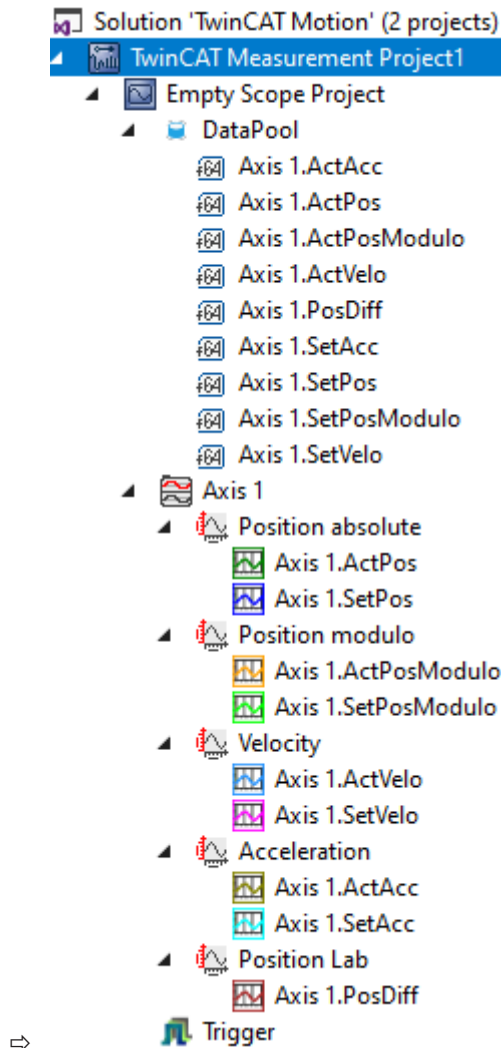 Solution 'TwinCAT Motion' (2 projects)
TwinCAT Measurement Project1
Empty Scope Project
DataPool
Axis 1.ActAcc
Axis 1.ActPos
Axis 1.ActPosModulo
Axis 1.ActVelo
Axis 1.PosDiff
Axis 1.SetAcc
Axis 1.SetPos
Axis 1.SetPosModulo
Axis 1.SetVelo
Axis 1
Position absolute
Axis 1.ActPos
Axis 1.SetPos
Position modulo
Axis 1.ActPosModulo
Axis 1.SetPosModulo
Velocity
Axis 1.ActVelo
Axis 1.SetVelo
Acceleration
Axis 1.ActAcc
Axis 1.SetAcc
Position Lab
Axis 1.PosDiff
Trigger